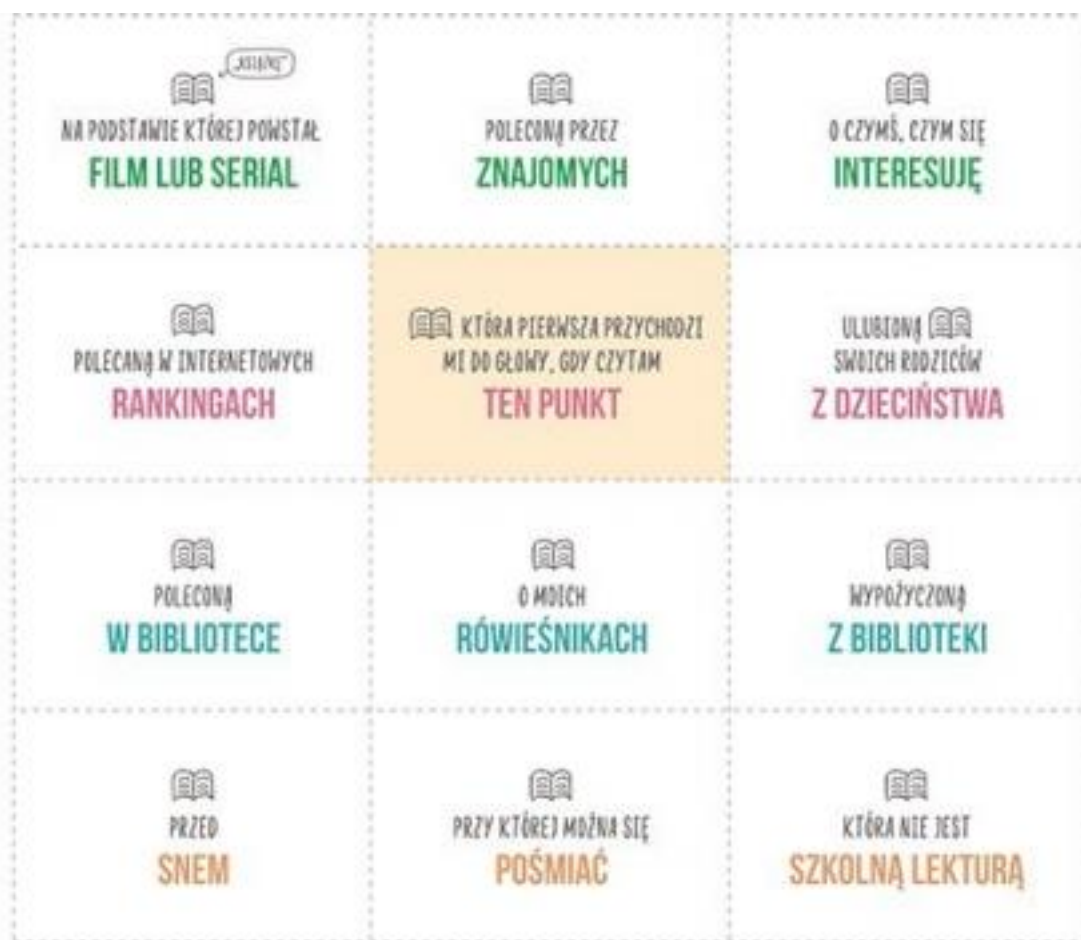 „KSIĄŻKĘ”
NA PODSTAWIE KTÓREJ POWSTAŁ
FILM LUB SERIAL
POLECONĄ PRZEZ
ZNAJOMYCH
O CZYMŚ, CZYM SIĘ
INTERESUJĘ
POLECANĄ W INTERNETOWYCH
RANKINGACH
KTÓRA PIERWSZA PRZYCHODZI
MI DO GŁOWY, GDY CZYTAM
TEN PUNKT
ULUBIONĄ
SWOICH RODZICÓW
Z DZIECIŃSTWA
POLECONĄ
W BIBLIOTECE
O MOICH
RÓWIEŚNIKACH
WYPOŻYCZONĄ
Z BIBLIOTEKI
PRZED
SNEM
PRZY KTÓREJ MOŻNA SIĘ
POŚMIAĆ
KTÓRA NIE JEST
SZKOLNĄ LEKTURĄ